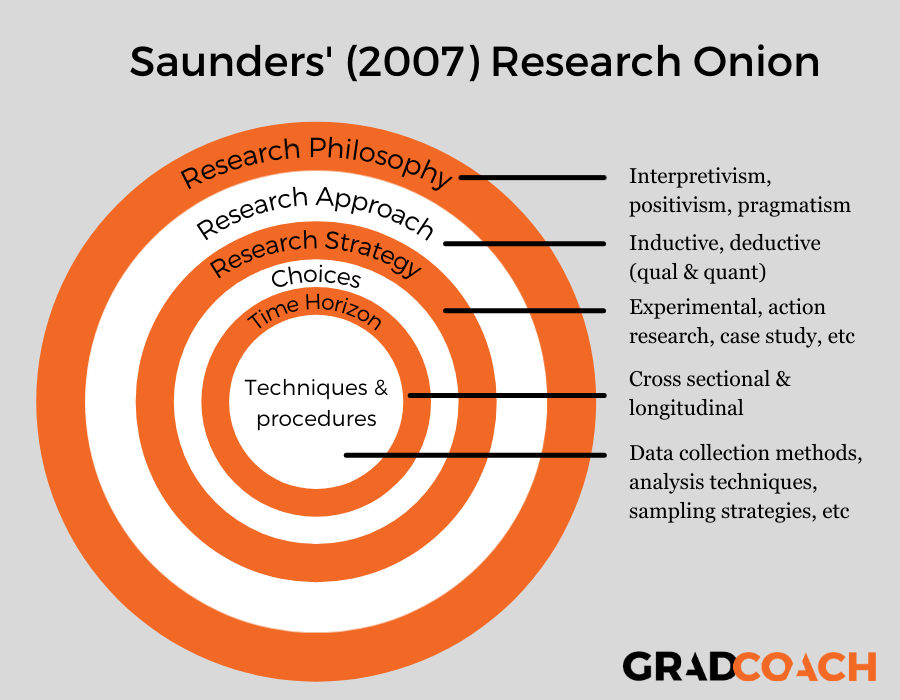 Saunders' (2007) Research Onion
Research Philosophy
Research Approach
Research Strategy
Choices
Time Horizon
Techniques &
procedures
Interpretivism,
positivism, pragmatism
Inductive, deductive
(qual & quant)
Experimental, action
research, case study, etc
Cross sectional &
longitudinal
Data collection methods,
analysis techniques,
sampling strategies, etc
GRADCOACH